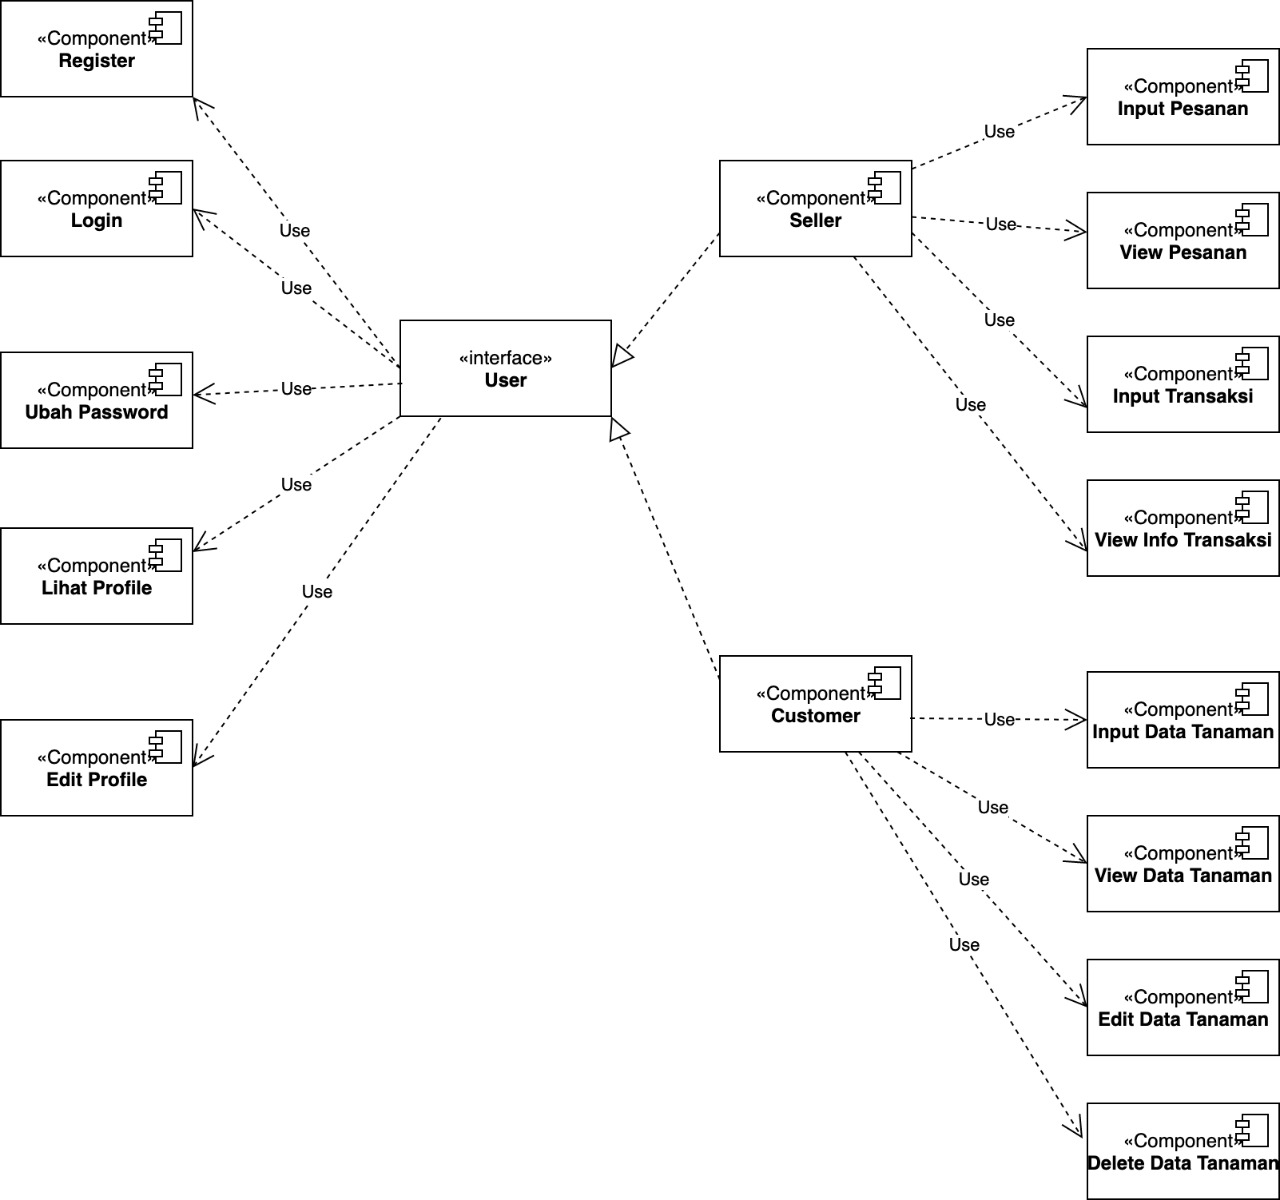 «Component»
Register
«Component»
Login
«Component»
Ubah Password
«Component»
Lihat Profile
«Component»
Edit Profile
Use
Use
Use
Use
Use
«interface»
User
«Component»
Seller
«Component»
Customer
Use
Use
Use
Use
Use
Use
Use
Use
«Component»
Input Pesanan
«Component»
View Pesanan
«Component»
Input Transaksi
«Component»
View Info Transaksi
«Component»
Input Data Tanaman
«Component»
View Data Tanaman
«Component»
Edit Data Tanaman
«Component»
Delete Data Tanaman